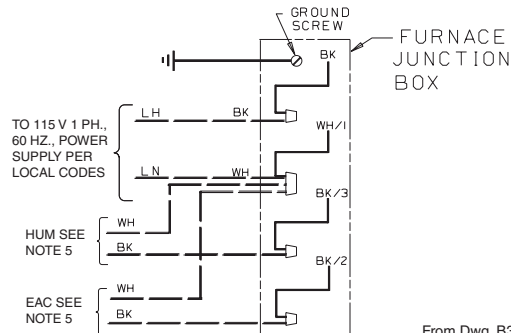 GROUND
SCREW
FURNACE
JUNCTION
BOX
BK
LH BK
TO 115 V 1 PH.,
60 HZ., POWER
SUPPLY PER
LOCAL CODES
WH/1
LN WH
BK/3
WH
HUM SEE
NOTE 5
BK
BK/2
WH
EAC SEE
NOTE 5
BK
From Dwg. B3